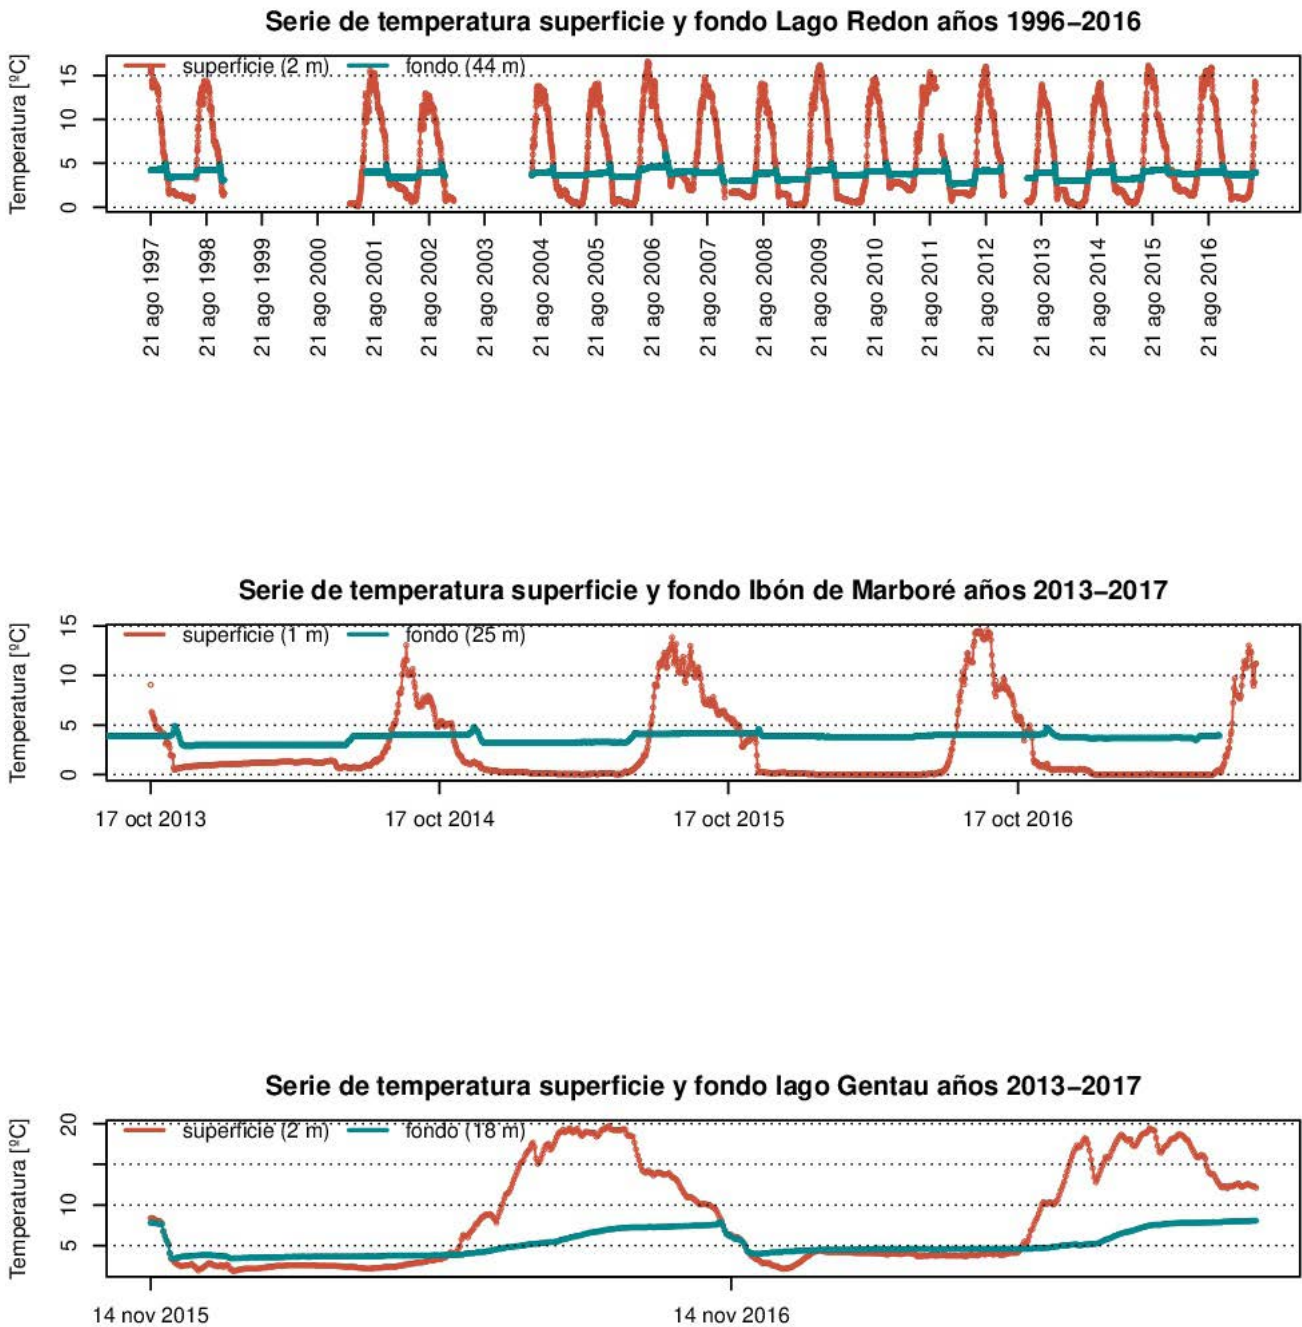 Serie de temperatura superficie y fondo Lago Redon años 1996−2016
superficie (2 m) fondo (44 m)
Temperatura [ºC]
15
10
5
0
21 ago 1997
21 ago 1998
21 ago 1999
21 ago 2000
21 ago 2001
21 ago 2002
21 ago 2003
21 ago 2004
21 ago 2005
21 ago 2006
21 ago 2007
21 ago 2008
21 ago 2009
21 ago 2010
21 ago 2011
21 ago 2012
21 ago 2013
21 ago 2014
21 ago 2015
21 ago 2016
Serie de temperatura superficie y fondo Ibón de Marboré años 2013−2017
superficie (1 m) fondo (25 m)
Temperatura [ºC]
15
10
5
0
17 oct 2013 17 oct 2014 17 oct 2015 17 oct 2016
Serie de temperatura superficie y fondo lago Gentau años 2013−2017
superficie (2 m) fondo (18 m)
Temperatura [ºC]
20
10
5
14 nov 2015 14 nov 2016